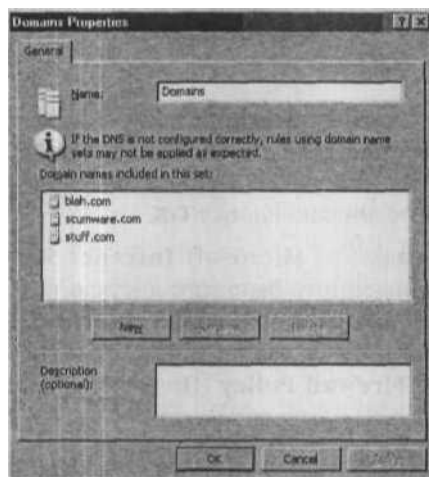 Domains Properties
General
Name:
Domains
If the DNS is not configured correctly, rules using domain name
sets may not be applied as expected.
Domain names included in this set:
blah.com
scumware.com
stuff.com
New
Description
(optional):
OK
Cancel